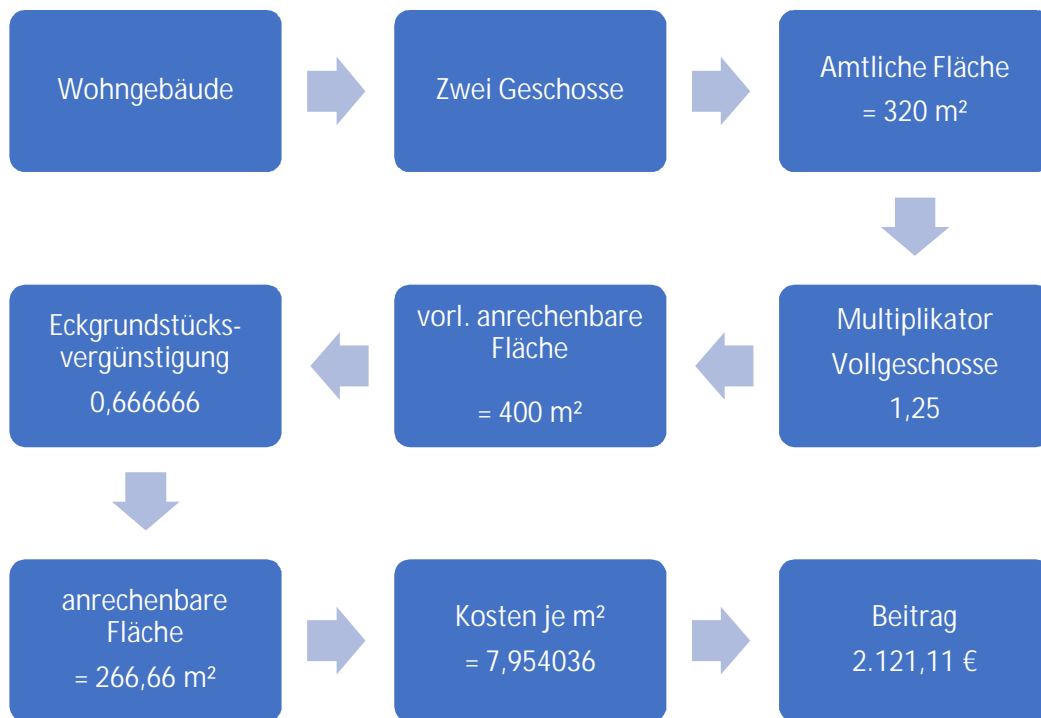 Wohngebäude
Zwei Geschosse
Amtliche Fläche
= 320 m²
Multiplikator
Vollgeschosse
1,25
vorl. anrechenbare
Fläche
= 400 m²
Eckgrundstücks-
vergünstigung
0,666666
anrechenbare
Fläche
= 266,66 m²
Kosten je m²
= 7,954036
Beitrag
2.121,11 €